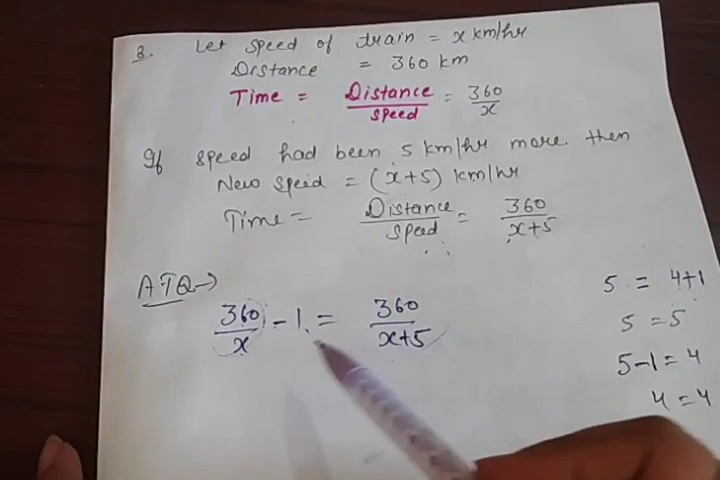 8. Let speed of train = x km/hr
Distance = 360 km
Time = Distance/speed = 360/x
If speed had been 5 km/hr more. then
New speed = (x+5) km/hr
Time = Distance/speed = 360/x+5
ATQ→
360/x - 1 = 360/x+5
5 = 4+1
5 = 5
5-1 = 4
4 = 4